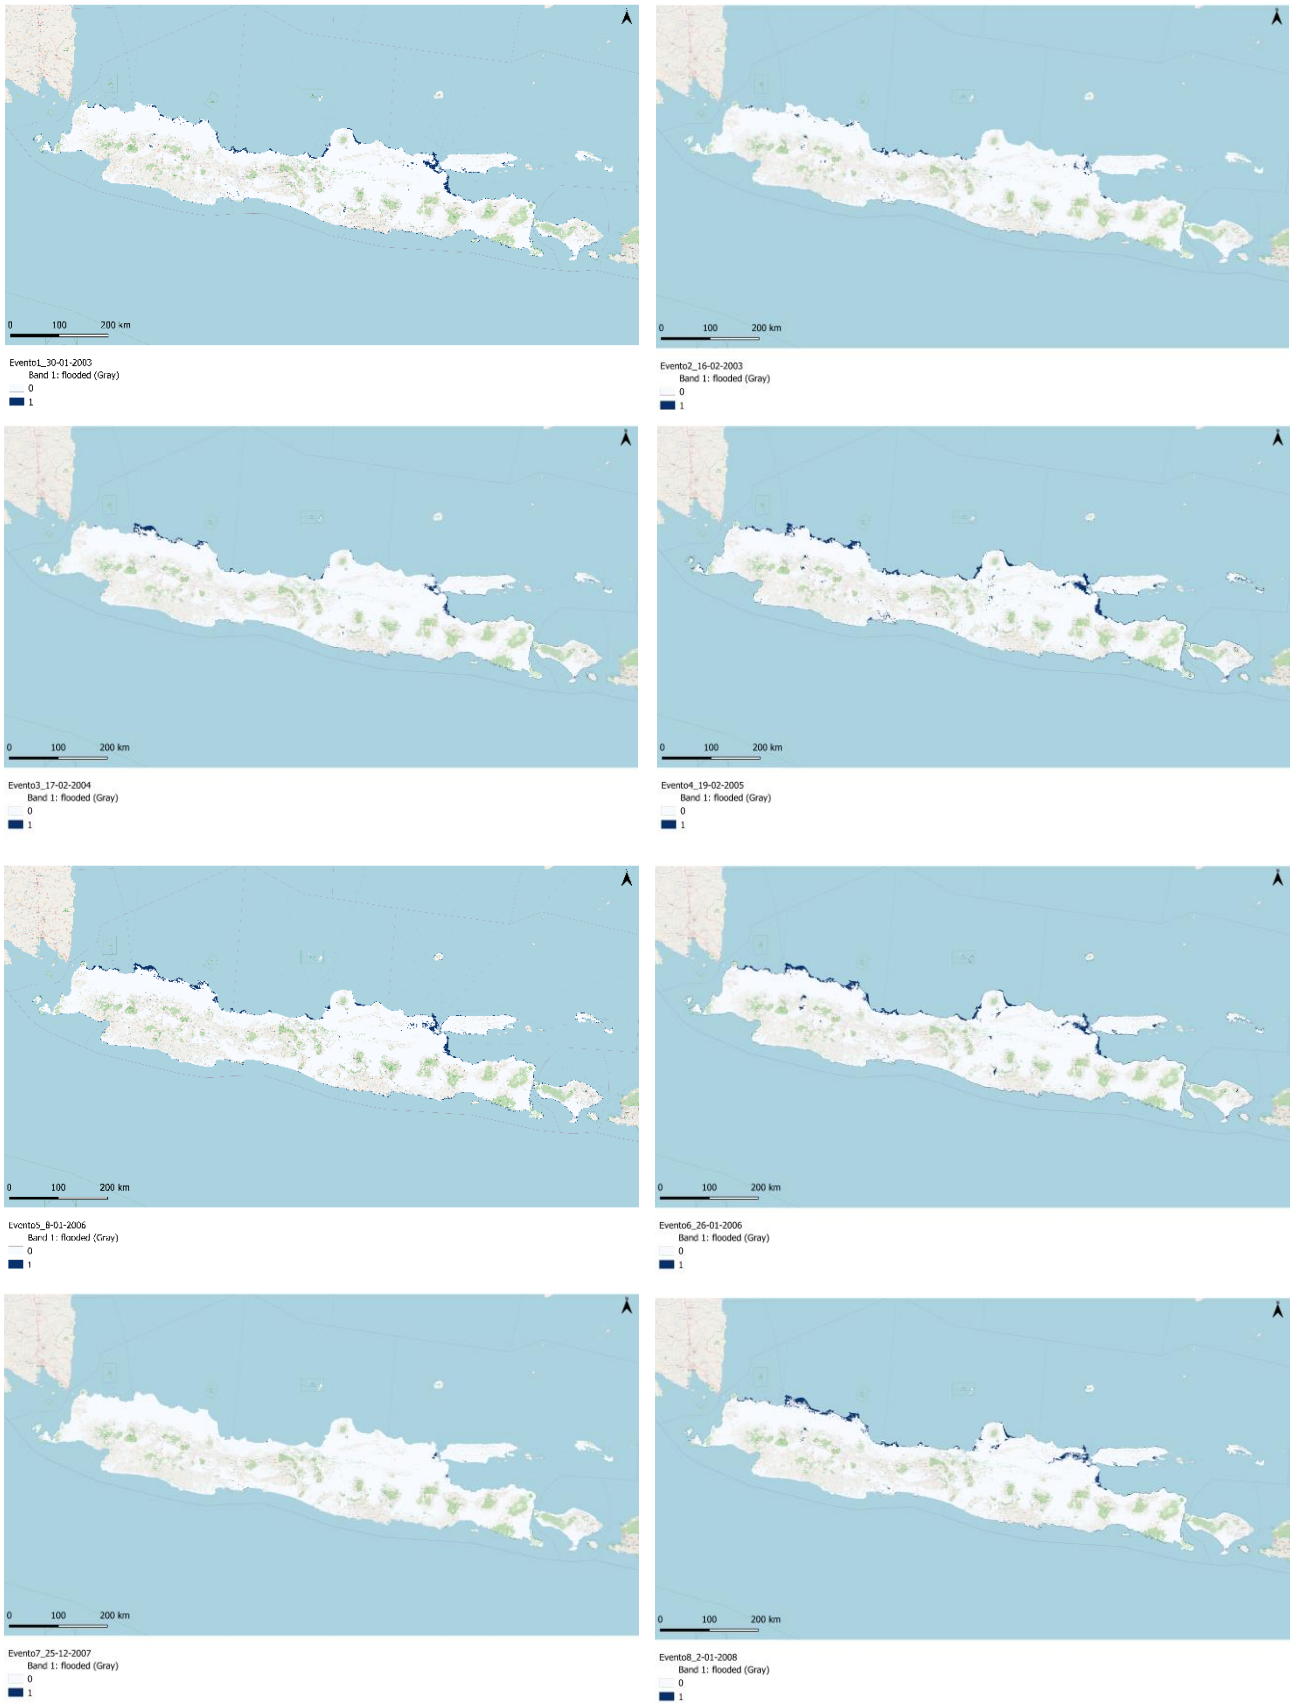 0 100 200 km
Evento1_30-01-2003
Band 1: flooded (Gray)
0
1
0 100 200 km
Evento2_16-02-2003
Band 1: flooded (Gray)
0
1
0 100 200 km
Evento3_17-02-2004
Band 1: flooded (Gray)
0
1
0 100 200 km
Evento4_19-02-2005
Band 1: flooded (Gray)
0
1
0 100 200 km
Evento5_8-01-2006
Band 1: flooded (Gray)
0
1
0 100 200 km
Evento6_26-01-2006
Band 1: flooded (Gray)
0
1
0 100 200 km
Evento7_25-12-2007
Band 1: flooded (Gray)
0
1
0 100 200 km
Evento8_2-01-2008
Band 1: flooded (Gray)
0
1